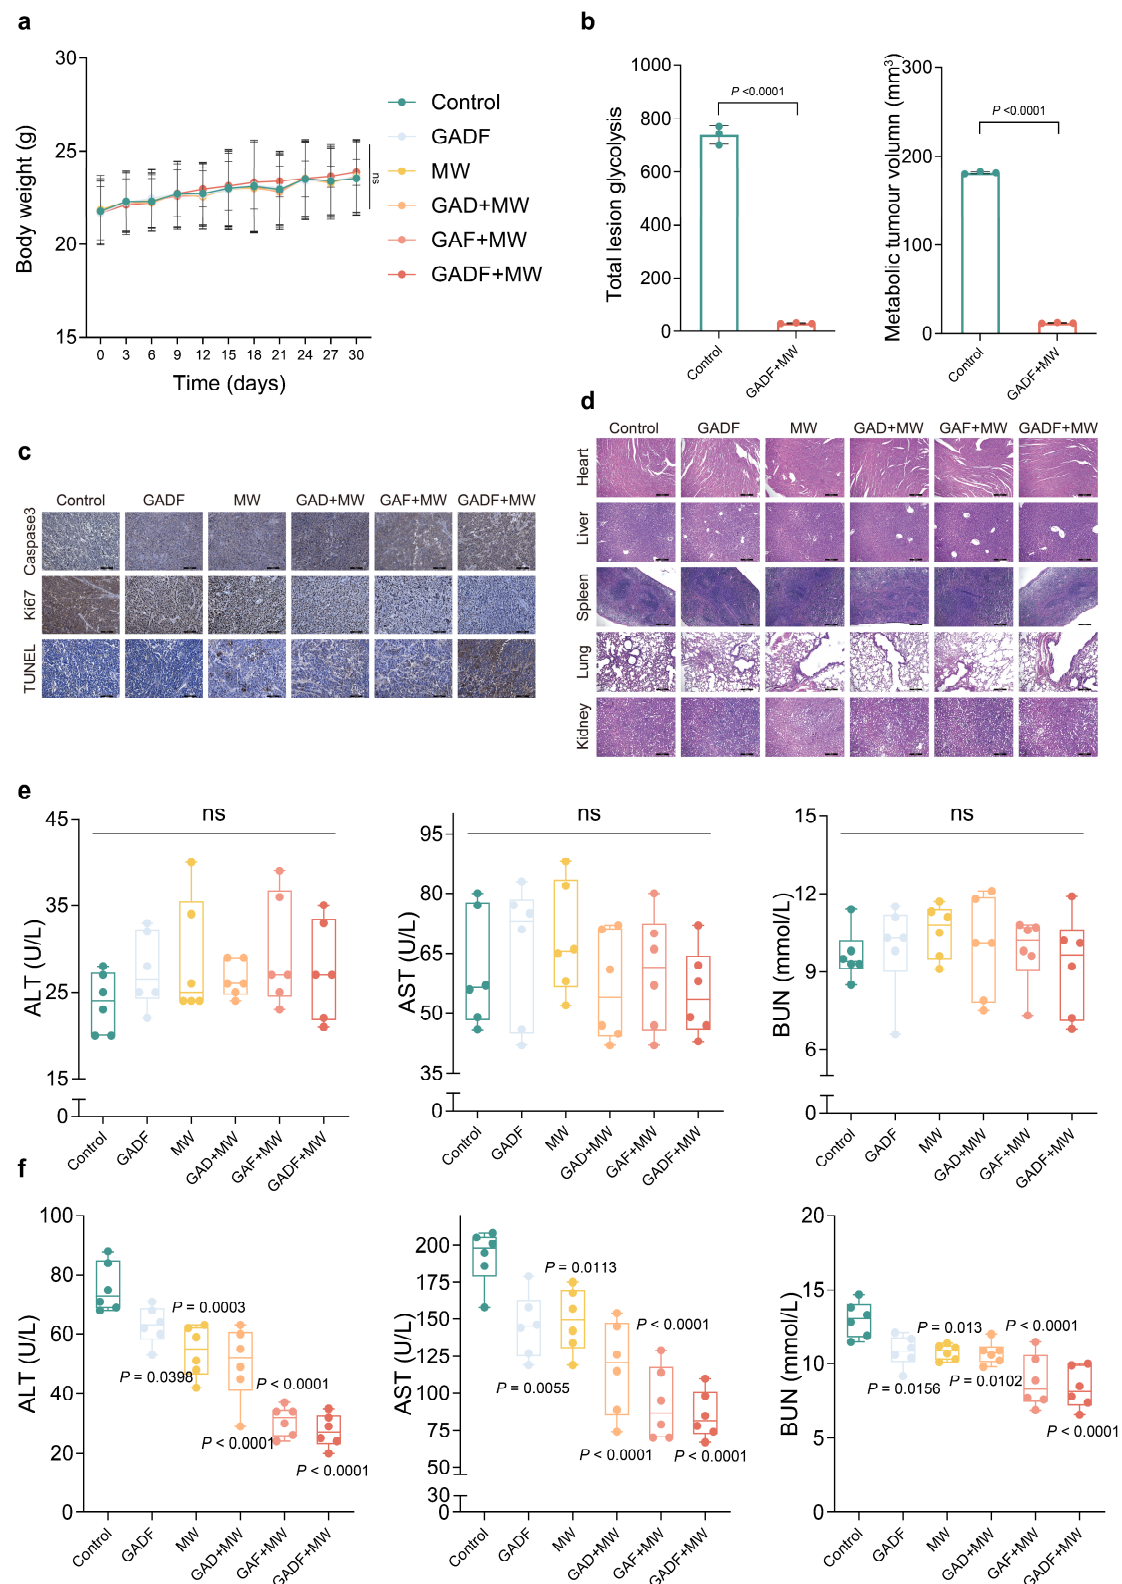 a
30
25
20
15
Body weight (g)
0 3 6 9 12 15 18 21 24 27 30
Time (days)
ns
Control
GADF
MW
GAD+MW
GAF+MW
GADF+MW
b
1000
800
600
400
200
0
Total lesion glycolysis
P <0.0001
Control
GADF+MW
300
200
100
0
Metabolic tumour volumn (mm3)
P <0.0001
Control
GADF+MW
c
Control GADF MW GAD+MW GAF+MW GADF+MW
Caspase3
Ki67
TUNEL
d
Control GADF MW GAD+MW GAF+MW GADF+MW
Heart
Liver
Spleen
Lung
Kidney
e
ns
45
35
25
15
0
ALT (U/L)
Control GADF MW GAD+MW GAF+MW GADF+MW
ns
95
80
65
50
35
0
AST (U/L)
Control GADF MW GAD+MW GAF+MW GADF+MW
ns
15
12
9
6
0
BUN (mmol/L)
Control GADF MW GAD+MW GAF+MW GADF+MW
f
100
80
60
40
20
0
ALT (U/L)
P = 0.0003
P = 0.0398
P < 0.0001
P < 0.0001
P < 0.0001
Control GADF MW GAD+MW GAF+MW GADF+MW
200
175
150
125
100
75
50
30
0
AST (U/L)
P = 0.0113
P < 0.0001
P = 0.0055
P < 0.0001
P < 0.0001
Control GADF MW GAD+MW GAF+MW GADF+MW
20
15
10
5
0
BUN (mmol/L)
P = 0.013
P < 0.0001
P = 0.0156
P = 0.0102
P < 0.0001
Control GADF MW GAD+MW GAF+MW GADF+MW